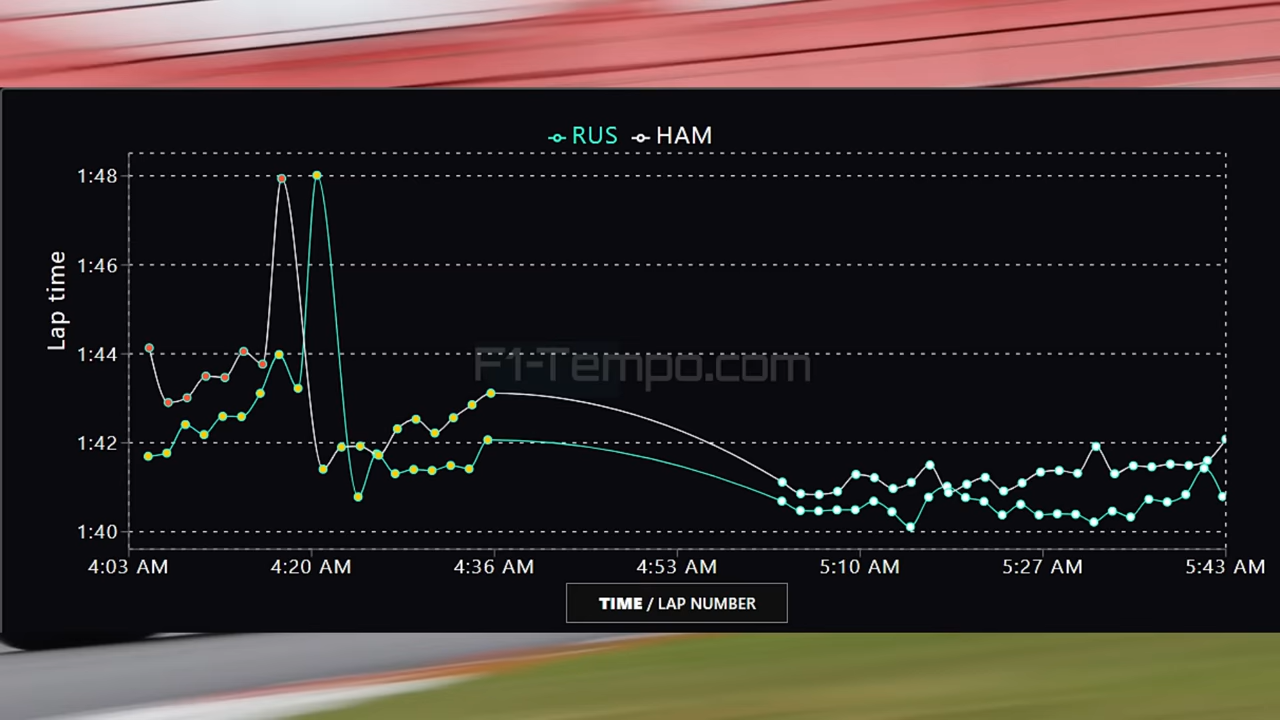 RUS HAM
1:48
1:46
Lap time
1:44
F1-Tempo.com
1:42
1:40
4:03 AM 4:20 AM 4:36 AM 4:53 AM 5:10 AM 5:27 AM 5:43 AM
TIME / LAP NUMBER